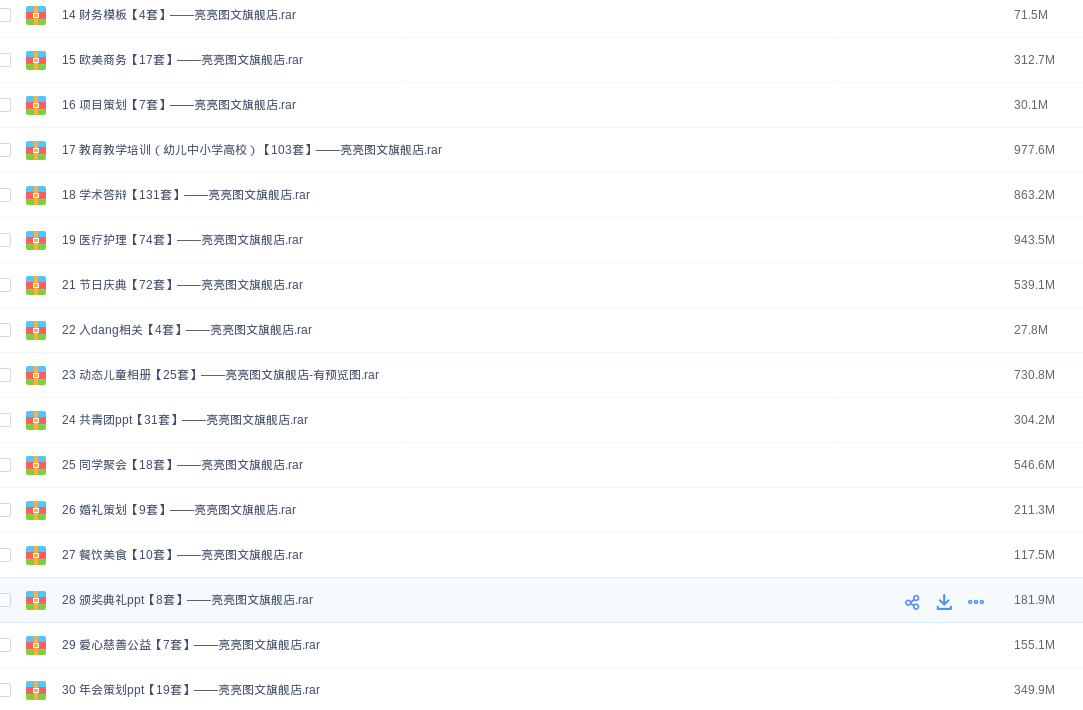 14 财务模板【4套】——亮亮图文旗舰店.rar 71.5M
15 欧美商务【17套】——亮亮图文旗舰店.rar 312.7M
16 项目策划【7套】——亮亮图文旗舰店.rar 30.1M
17 教育教学培训（幼儿中小学高校）【103套】——亮亮图文旗舰店.rar 977.6M
18 学术答辩【131套】——亮亮图文旗舰店.rar 863.2M
19 医疗护理【74套】——亮亮图文旗舰店.rar 943.5M
21 节日庆典【72套】——亮亮图文旗舰店.rar 539.1M
22 入dang相关【4套】——亮亮图文旗舰店.rar 27.8M
23 动态儿童相册【25套】——亮亮图文旗舰店-有预览图.rar 730.8M
24 共青团ppt【31套】——亮亮图文旗舰店.rar 304.2M
25 同学聚会【18套】——亮亮图文旗舰店.rar 546.6M
26 婚礼策划【9套】——亮亮图文旗舰店.rar 211.3M
27 餐饮美食【10套】——亮亮图文旗舰店.rar 117.5M
28 颁奖典礼ppt【8套】——亮亮图文旗舰店.rar 181.9M
29 爱心慈善公益【7套】——亮亮图文旗舰店.rar 155.1M
30 年会策划ppt【19套】——亮亮图文旗舰店.rar 349.9M